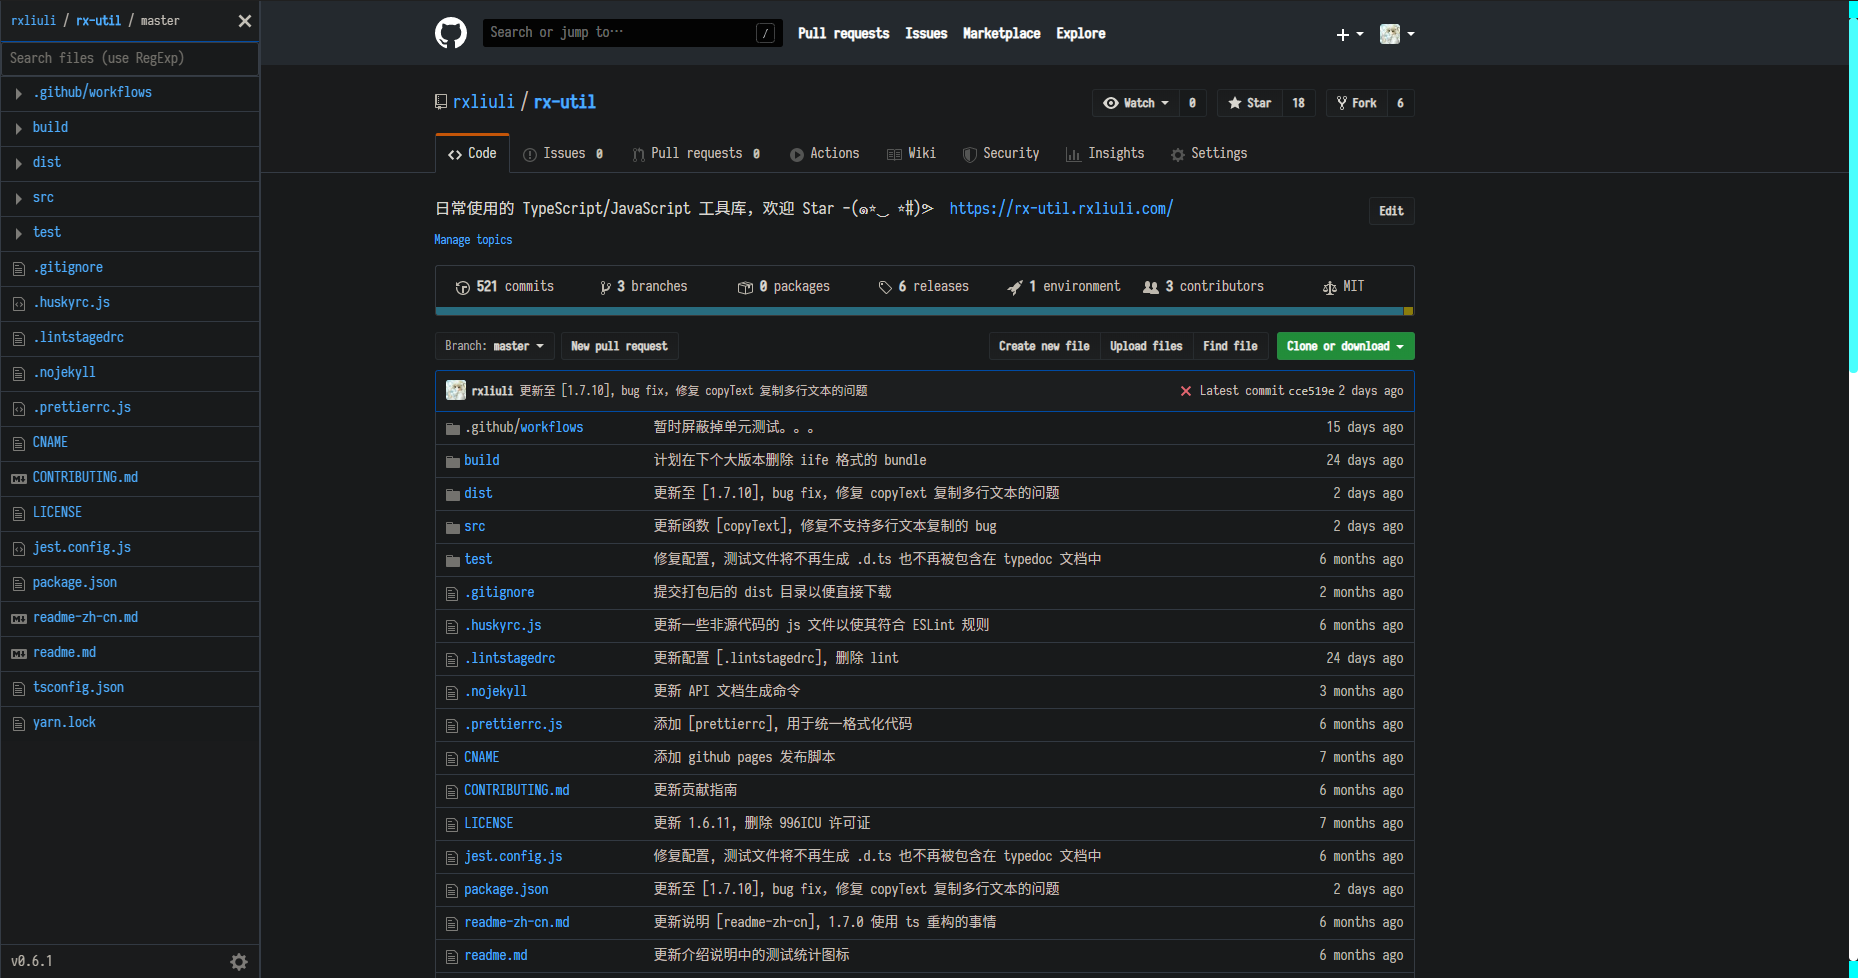 rxliuli / rx-util / master
Search files (use RegExp)
.github/workflows
build
dist
src
test
.gitignore
.huskyrc.js
.lintstagedrc
.nojekyll
.prettierrc.js
CNAME
CONTRIBUTING.md
LICENSE
jest.config.js
package.json
readme-zh-cn.md
readme.md
tsconfig.json
yarn.lock
v0.6.1
Search or jump to… /
Pull requests Issues Marketplace Explore
rxliuli / rx-util
Watch 0 Star 18 Fork 6
Code Issues 0 Pull requests 0 Actions Wiki Security Insights Settings
日常使用的 TypeScript/JavaScript 工具库，欢迎 Star -(๑☆‿ ☆#)ᕗ https://rx-util.rxliuli.com/
Edit
Manage topics
521 commits 3 branches 0 packages 6 releases 1 environment 3 contributors MIT
Branch: master New pull request Create new file Upload files Find file Clone or download
rxliuli 更新至 [1.7.10]，bug fix，修复 copyText 复制多行文本的问题 Latest commit cce519e 2 days ago
.github/workflows 暂时屏蔽掉单元测试。。。 15 days ago
build 计划在下个大版本删除 iife 格式的 bundle 24 days ago
dist 更新至 [1.7.10]，bug fix，修复 copyText 复制多行文本的问题 2 days ago
src 更新函数 [copyText]，修复不支持多行文本复制的 bug 2 days ago
test 修复配置, 测试文件将不再生成 .d.ts 也不再被包含在 typedoc 文档中 6 months ago
.gitignore 提交打包后的 dist 目录以便直接下载 2 months ago
.huskyrc.js 更新一些非源代码的 js 文件以使其符合 ESLint 规则 6 months ago
.lintstagedrc 更新配置 [.lintstagedrc]，删除 lint 24 days ago
.nojekyll 更新 API 文档生成命令 3 months ago
.prettierrc.js 添加 [prettierrc]，用于统一格式化代码 6 months ago
CNAME 添加 github pages 发布脚本 7 months ago
CONTRIBUTING.md 更新贡献指南 6 months ago
LICENSE 更新 1.6.11，删除 996ICU 许可证 7 months ago
jest.config.js 修复配置, 测试文件将不再生成 .d.ts 也不再被包含在 typedoc 文档中 6 months ago
package.json 更新至 [1.7.10]，bug fix，修复 copyText 复制多行文本的问题 2 days ago
readme-zh-cn.md 更新说明 [readme-zh-cn]，1.7.0 使用 ts 重构的事情 6 months ago
readme.md 更新介绍说明中的测试统计图标 6 months ago